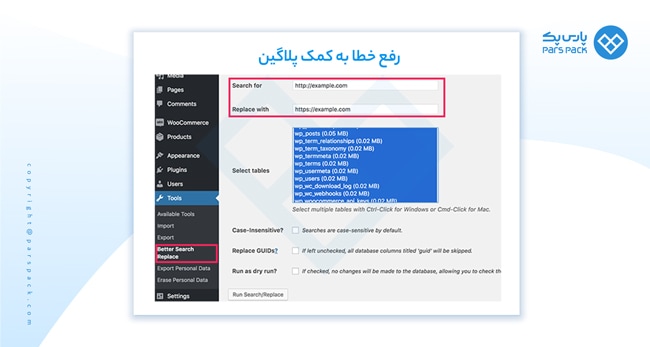 پارس پک
PARS PACK
رفع خطا به کمک پلاگین
Media
Pages
Comments
WooCommerce
Products
Appearance
Plugins
Users
Tools
Available Tools
Import
Export
Better Search
Replace
Export Personal Data
Erase Personal Data
Settings
Search for
http://example.com
Replace with
https://example.com
Select tables
wp_posts (0.05 MB)
wp_term_relationships (0.02 MB)
wp_term_taxonomy (0.02 MB)
wp_termmeta (0.02 MB)
wp_terms (0.02 MB)
wp_usermeta (0.02 MB)
wp_users (0.02 MB)
wp_wc_download_log (0.02 MB)
wp_wc_webhooks (0.02 MB)
wp_woocommerce_api_keys (0.02 MB)
Select multiple tables with Ctrl-Click for Windows or Cmd-Click for Mac.
Case-Insensitive?
Searches are case-sensitive by default.
Replace GUIDs?
If left unchecked, all database columns titled 'guid' will be skipped.
Run as dry run?
If checked, no changes will be made to the database, allowing you to check th
Run Search/Replace
copyright@parspack.com